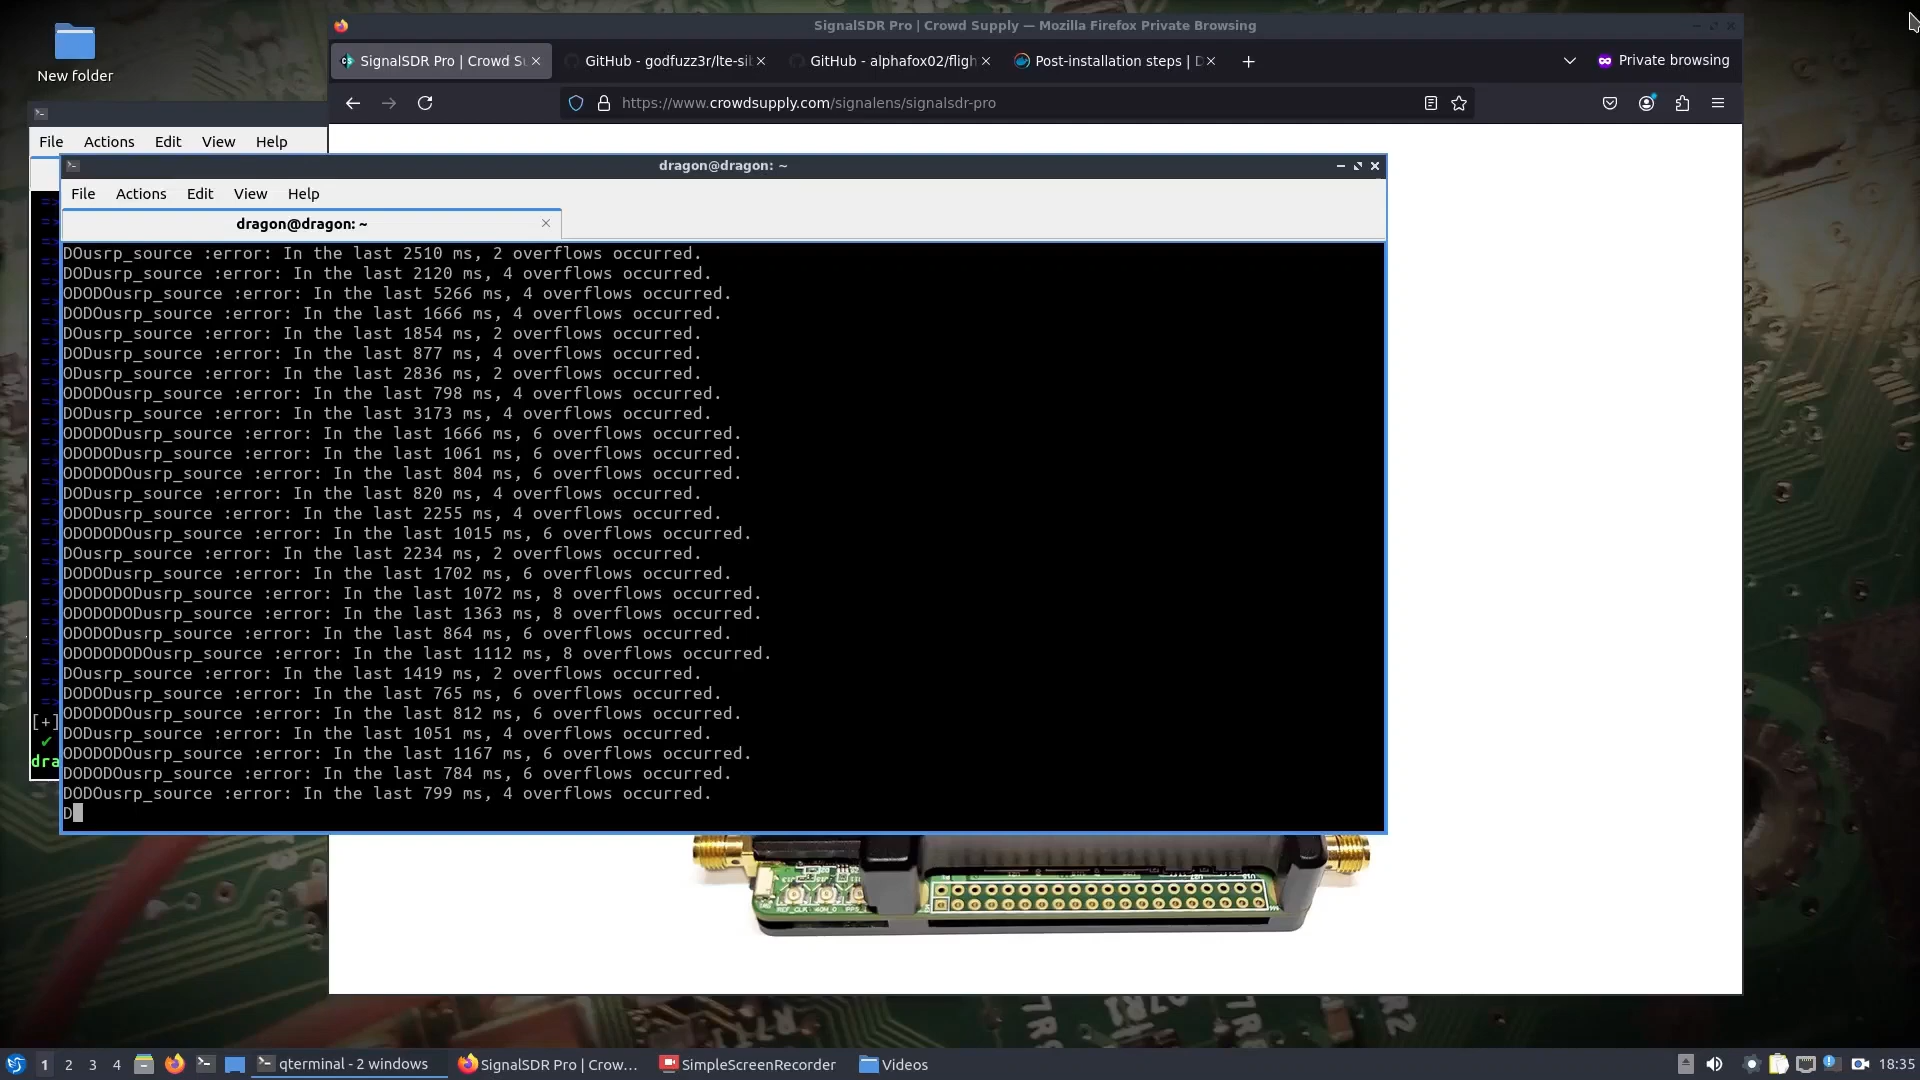 New folder
SignalSDR Pro | Crowd Supply — Mozilla Firefox Private Browsing
SignalSDR Pro | Crowd Su
GitHub - godfuzz3r/lte-sib
GitHub - alphafox02/fligh
Post-installation steps | D
Private browsing
https://www.crowdsupply.com/signalens/signalsdr-pro
File Actions Edit View Help
dragon@dragon: ~
File Actions Edit View Help
dragon@dragon: ~
DOusrp_source :error: In the last 2510 ms, 2 overflows occurred.
DODusrp_source :error: In the last 2120 ms, 4 overflows occurred.
ODODOusrp_source :error: In the last 5266 ms, 4 overflows occurred.
DODOusrp_source :error: In the last 1666 ms, 4 overflows occurred.
DOusrp_source :error: In the last 1854 ms, 2 overflows occurred.
DODusrp_source :error: In the last 877 ms, 4 overflows occurred.
ODusrp_source :error: In the last 2836 ms, 2 overflows occurred.
ODODOusrp_source :error: In the last 798 ms, 4 overflows occurred.
DODusrp_source :error: In the last 3173 ms, 4 overflows occurred.
ODODODusrp_source :error: In the last 1666 ms, 6 overflows occurred.
ODODODusrp_source :error: In the last 1061 ms, 6 overflows occurred.
ODODODOusrp_source :error: In the last 804 ms, 6 overflows occurred.
DODusrp_source :error: In the last 820 ms, 4 overflows occurred.
ODODusrp_source :error: In the last 2255 ms, 4 overflows occurred.
ODODODOusrp_source :error: In the last 1015 ms, 6 overflows occurred.
DOusrp_source :error: In the last 2234 ms, 2 overflows occurred.
DODODusrp_source :error: In the last 1702 ms, 6 overflows occurred.
ODODODODusrp_source :error: In the last 1072 ms, 8 overflows occurred.
ODODODODusrp_source :error: In the last 1363 ms, 8 overflows occurred.
ODODODusrp_source :error: In the last 864 ms, 6 overflows occurred.
ODODODODOusrp_source :error: In the last 1112 ms, 8 overflows occurred.
DOusrp_source :error: In the last 1419 ms, 2 overflows occurred.
DODODusrp_source :error: In the last 765 ms, 6 overflows occurred.
ODODODOusrp_source :error: In the last 812 ms, 6 overflows occurred.
DODusrp_source :error: In the last 1051 ms, 4 overflows occurred.
ODODODOusrp_source :error: In the last 1167 ms, 6 overflows occurred.
DODODOusrp_source :error: In the last 784 ms, 6 overflows occurred.
DODOusrp_source :error: In the last 799 ms, 4 overflows occurred.
D
[+]
dra
1 2 3 4
qterminal - 2 windows
SignalSDR Pro | Crow...
SimpleScreenRecorder
Videos
18:35